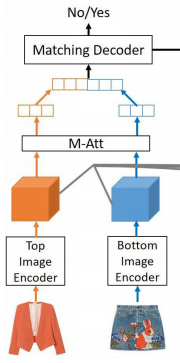 No/Yes
Matching Decoder
M-Att
Top
Image
Encoder
Bottom
Image
Encoder